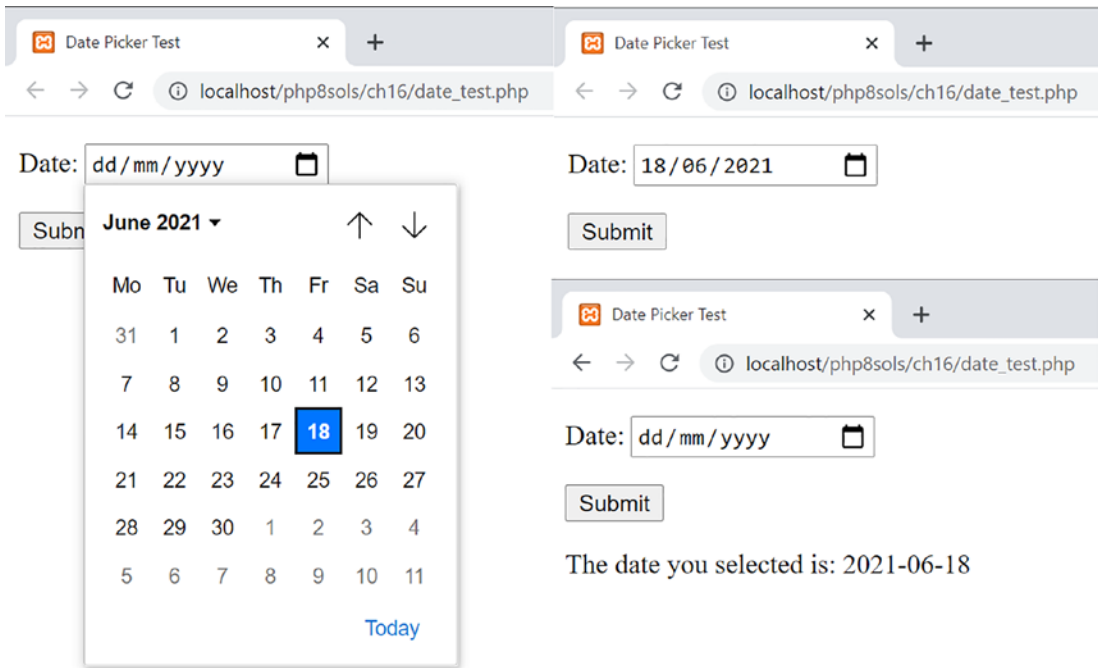 Date Picker Test
localhost/php8sols/ch16/date_test.php
Date: dd/mm/yyyy
Subn
June 2021
Mo Tu We Th Fr Sa Su
31 1 2 3 4 5 6
7 8 9 10 11 12 13
14 15 16 17 18 19 20
21 22 23 24 25 26 27
28 29 30 1 2 3 4
5 6 7 8 9 10 11
Today
Date Picker Test
localhost/php8sols/ch16/date_test.php
Date: 18/06/2021
Submit
Date Picker Test
localhost/php8sols/ch16/date_test.php
Date: dd/mm/yyyy
Submit
The date you selected is: 2021-06-18